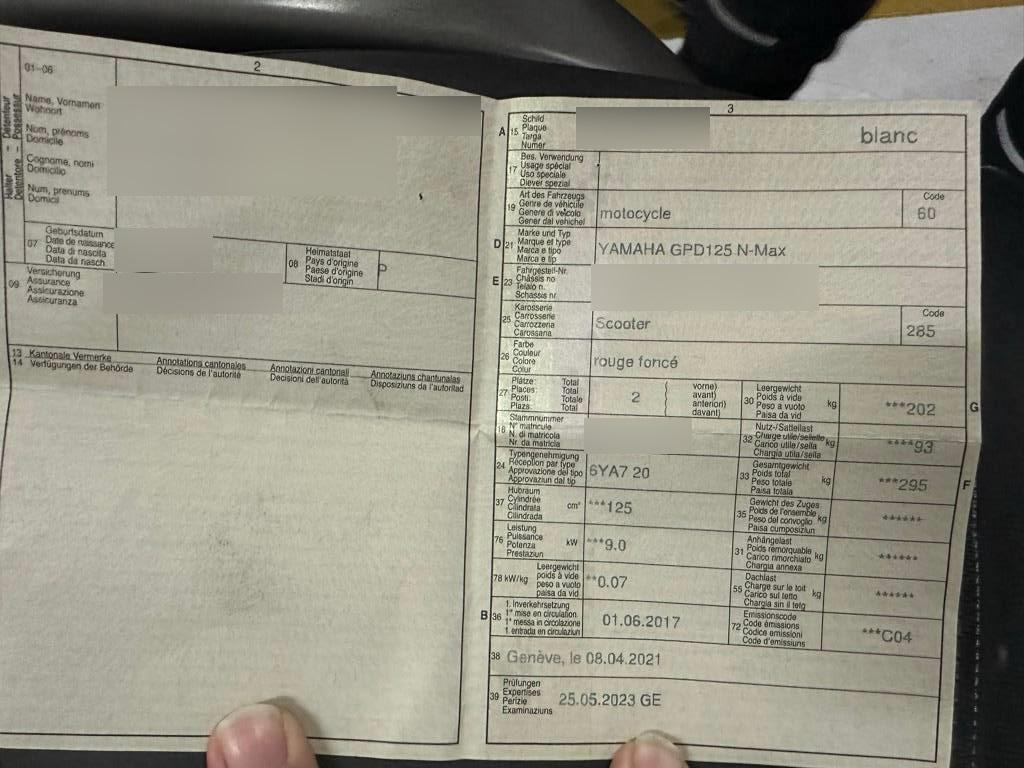 2
01-06
Halter – Détenteur
Detentore – Possessur
Name, Vornamen
Wohnort
Nom, prénoms
Domicile
Cognome, nomi
Domicilio
Num, prenums
Domicil
07
Geburtsdatum
Date de naissance
Data di nascita
Data da nasch.
08
Heimatstaat
Pays d'origine
Paese d'origine
Stadi d'origin
P
09
Versicherung
Assurance
Assicurazione
Assicuranza
13 Kantonale Vermerke
14 Verfügungen der Behörde
Annotations cantonales
Décisions de l'autorité
Annotazioni cantonali
Decisioni dell'autorità
Annotaziuns chantunalas
Disposiziuns da l'autoritad
3
A 15
Schild
Plaque
Targa
Numer
blanc
17
Bes. Verwendung
Usage spécial
Uso speciale
Diever spezial
19
Art des Fahrzeugs
Genre de véhicule
Genere di veicolo
Gener dal vehichel
motocycle
Code
60
D 21
Marke und Typ
Marque et type
Marca e tipo
Marca e tip
YAMAHA GPD125 N-Max
E 23
Fahrgestell-Nr.
Châssis no
Telaio n.
Schassis nr.
25
Karosserie
Carrosserie
Carrozzeria
Carossaria
Scooter
Code
285
26
Farbe
Couleur
Colore
Colur
rouge foncé
27
Plätze: Total
Places: Total
Posti: Totale
Plazs: Total
2
vorne)
avant)
anteriori)
davant)
30
Leergewicht
Poids à vide
Peso a vuoto
Paisa da vid
kg
***202
G
18
Stammnummer
N° matricule
N. di matricola
Nr. da matricla
32
Nutz-/Sattellast
Charge utile/sellette
Carico utile/sella
Chargia utila/sella
kg
****93
24
Typengenehmigung
Réception par type
Approvazione del tipo
Approvaziun dal tip
6YA7 20
33
Gesamtgewicht
Poids total
Peso totale
Paisa totala
kg
***295
F
37
Hubraum
Cylindrée
Cilindrata
Cilindrada
cm³
***125
35
Gewicht des Zuges
Poids de l'ensemble
Peso del convoglio
Paisa cumposiziun
kg
******
76
Leistung
Puissance
Potenza
Prestaziun
kW
***9.0
31
Anhängelast
Poids remorquable
Carico rimorchiato
Chargia annexa
kg
******
78 kW/kg
Leergewicht
poids à vide
peso a vuoto
paisa da vid
**0.07
55
Dachlast
Charge sur le toit
Carico sul tetto
Chargia sin il tetg
kg
******
B 36
1. Inverkehrsetzung
1re mise en circulation
1a messa in circolazione
1. entrada en circulaziun
01.06.2017
72
Emissionscode
Code émissions
Codice emissioni
Code d'emissiuns
***C04
38
Genève, le 08.04.2021
39
Prüfungen
Expertises
Perizie
Examinaziuns
25.05.2023 GE